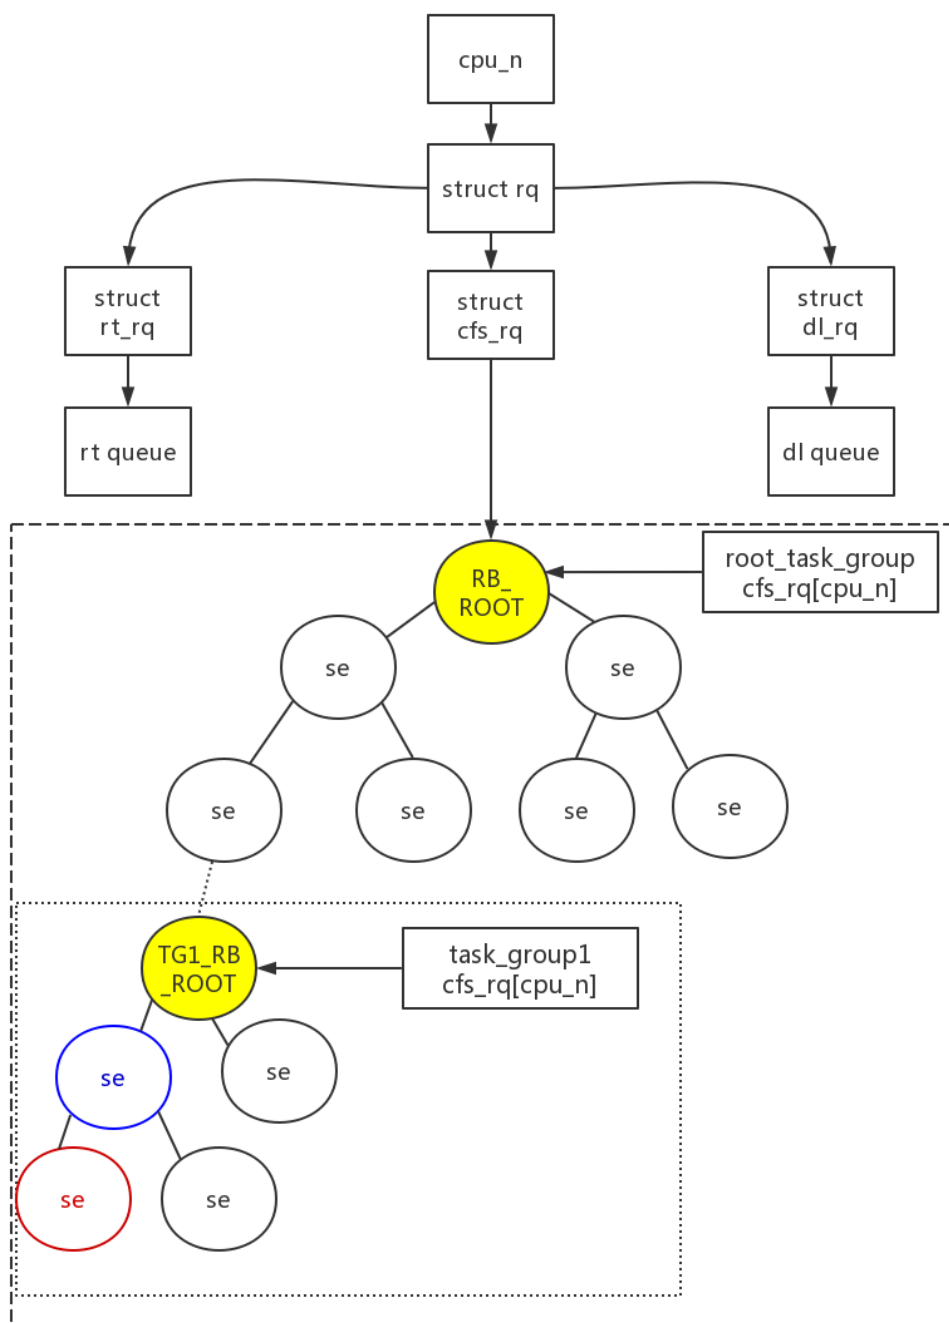 cpu_n
struct rq
struct
rt_rq
struct
cfs_rq
struct
dl_rq
rt queue
dl queue
RB_
ROOT
root_task_group
cfs_rq[cpu_n]
se
se
se
se
se
se
TG1_RB
_ROOT
task_group1
cfs_rq[cpu_n]
se
se
se
se